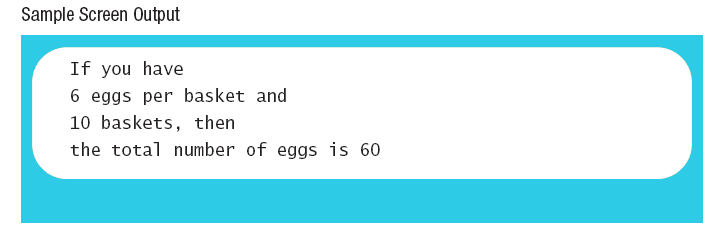 Sample Screen Output
If you have
6 eggs per basket and
10 baskets, then
the total number of eggs is 60